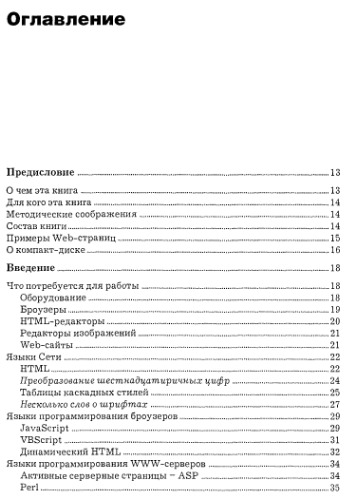 Оглавление
Предисловие 13
О чем эта книга 13
Для кого эта книга 14
Методические соображения 14
Состав книги 14
Примеры Web-страниц 15
О компакт-диске 16
Введение 18
Что потребуется для работы 18
Оборудование 18
Броузеры 19
HTML-редакторы 20
Редакторы изображений 21
Web-сайты 21
Языки Сети 22
HTML 22
Преобразование шестнадцатиричных цифр 24
Таблицы каскадных стилей 25
Несколько слов о шрифтах 27
Языки программирования броузеров 29
JavaScript 29
VBScript 31
Динамический HTML 32
Языки программирования WWW-серверов 34
Активные серверные страницы – ASP 34
Perl 35